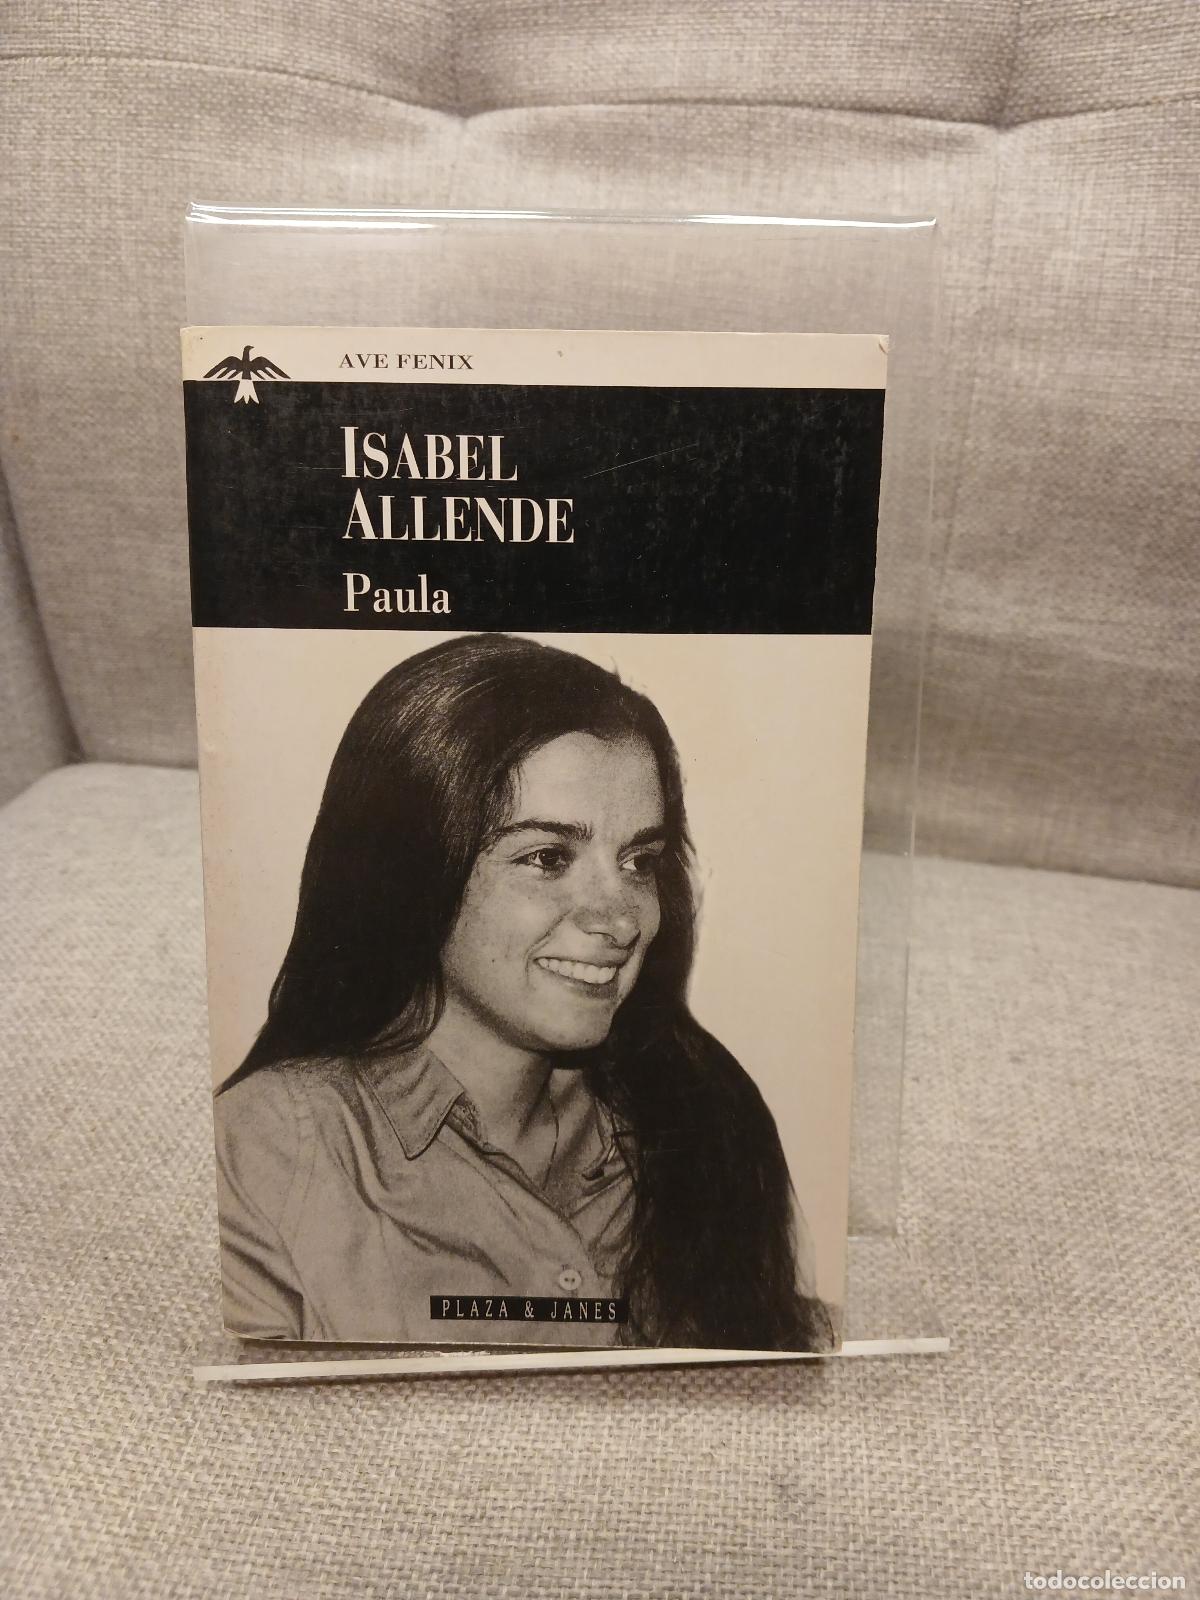 AVE FENIX
ISABEL
ALLENDE
Paula
PLAZA & JANES
todocoleccion